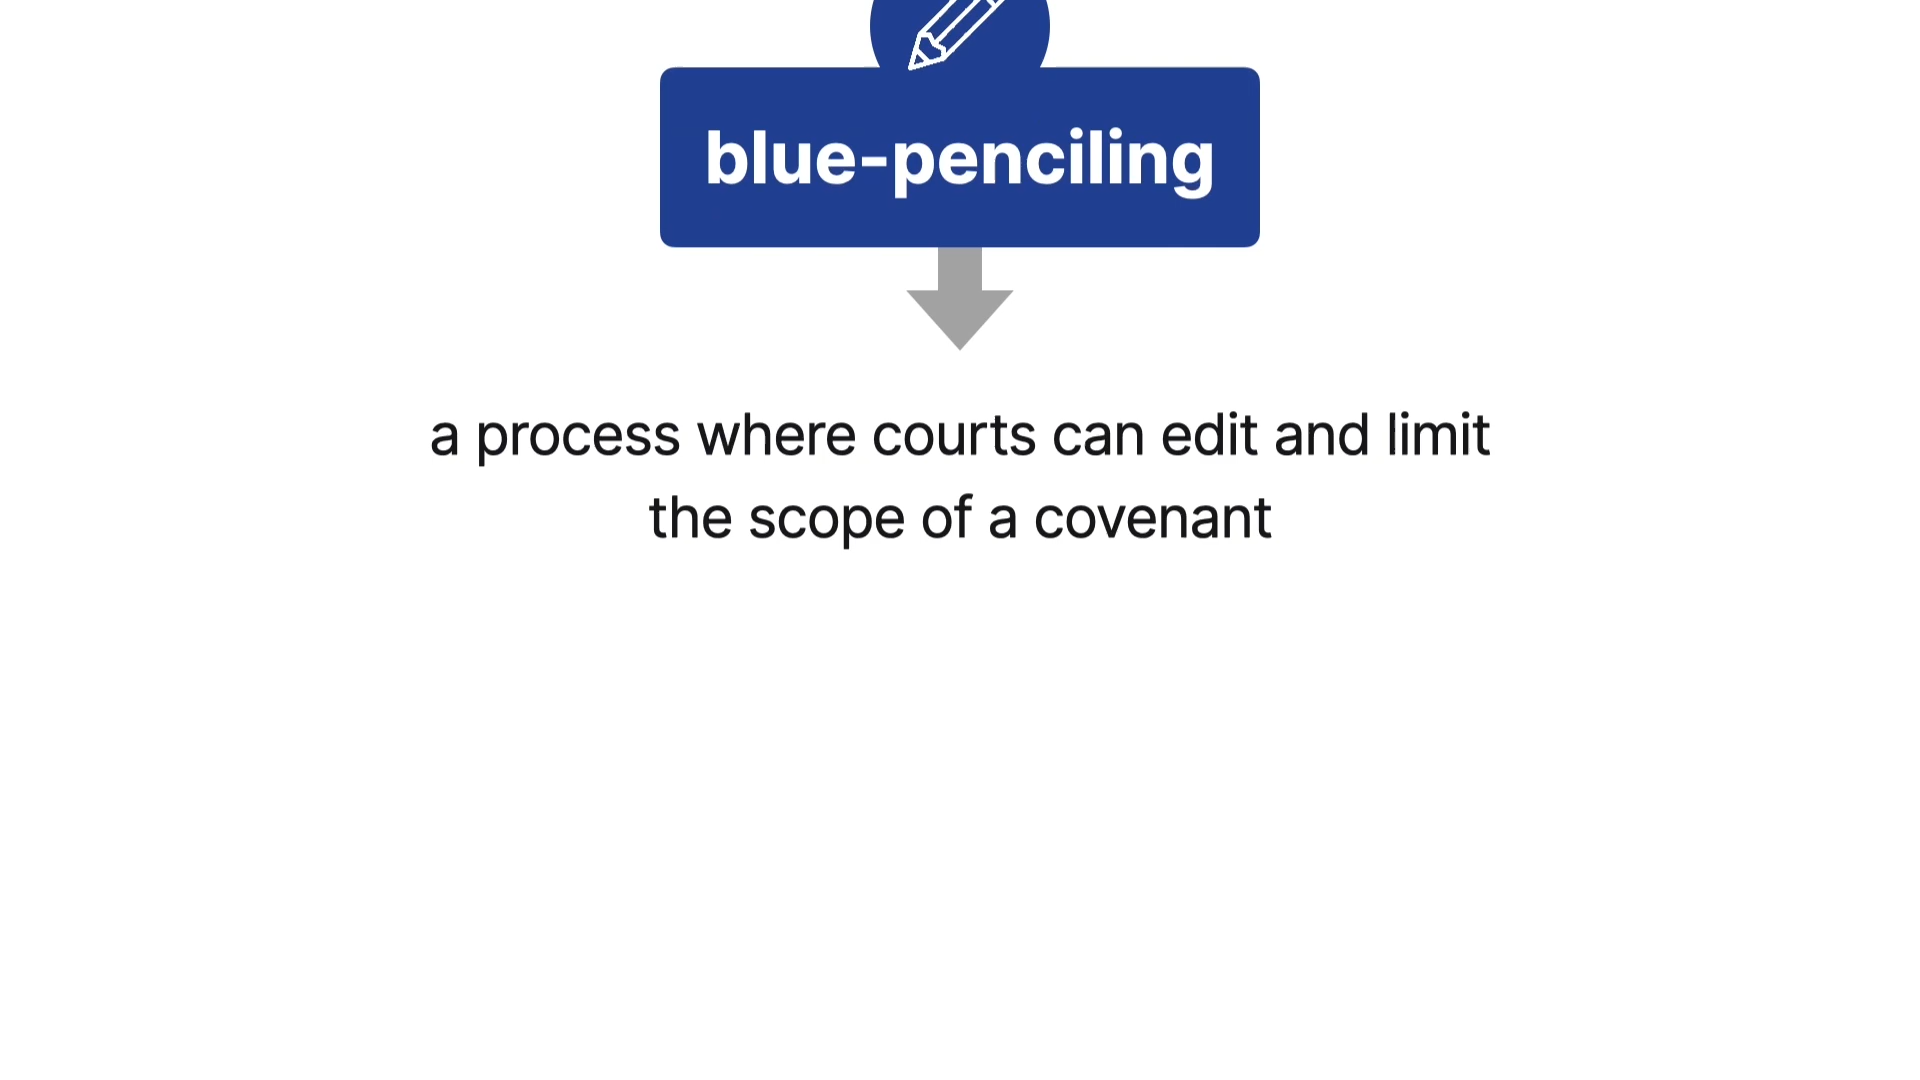 blue-penciling
a process where courts can edit and limit
the scope of a covenant